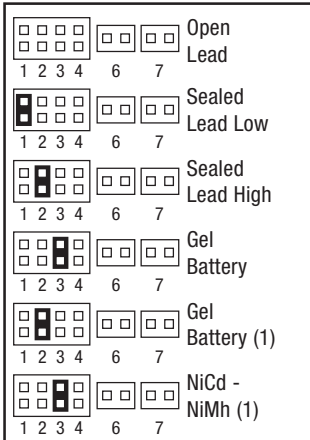 Open
Lead
1 2 3 4 6 7
Sealed
Lead Low
1 2 3 4 6 7
Sealed
Lead High
1 2 3 4 6 7
Gel
Battery
1 2 3 4 6 7
Gel
Battery (1)
1 2 3 4 6 7
NiCd -
NiMh (1)
1 2 3 4 6 7